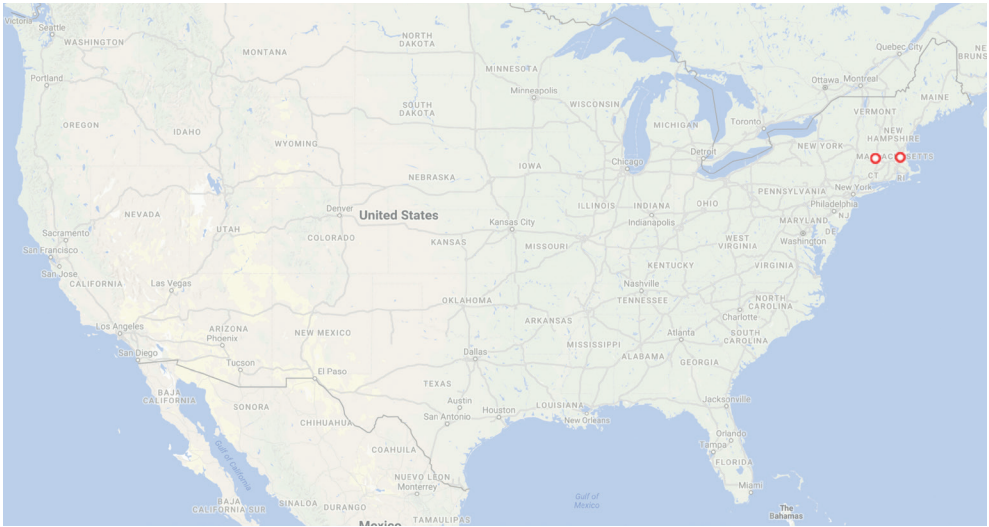 Victoria
Seattle
WASHINGTON
MONTANA
NORTH
DAKOTA
MINNESOTA
Quebec City
NE
BRUNS
Portland
Minneapolis
Ottawa
Montreal
MAINE
SOUTH
DAKOTA
WISCONSIN
VERMONT
OREGON
IDAHO
MICHIGAN
Toronto
NEW
HAMPSHIRE
WYOMING
Detroit
NEW YORK
Chicago
IOWA
CT
NEBRASKA
PENNSYLVANIA
New York
NEVADA
Denver
United States
ILLINOIS
INDIANA
OHIO
Philadelphia
UTAH
Kansas City
Indianapolis
MARYLAND
NJ
Sacramento
COLORADO
KANSAS
MISSOURI
WEST
VIRGINIA
DE
Washington
San Francisco
San Jose
KENTUCKY
VIRGINIA
CALIFORNIA
Las Vegas
Nashville
OKLAHOMA
TENNESSEE
NORTH
CAROLINA
Los Angeles
ARIZONA
NEW MEXICO
ARKANSAS
Charlotte
Phoenix
Atlanta
SOUTH
CAROLINA
San Diego
Dallas
MISSISSIPPI
ALABAMA
GEORGIA
Tucson
El Paso
TEXAS
BAJA
CALIFORNIA
SONORA
Austin
LOUISIANA
Jacksonville
CHIHUAHUA
San Antonio
Houston
New Orleans
Gulf of California
COAHUILA
Orlando
Tampa
FLORIDA
NUEVO LEON
Monterrey
Miami
BAJA
CALIFORNIA SUR
SINALOA
DURANGO
Gulf of
Mexico
The
Bahamas
Mexico
TAMAULIPAS